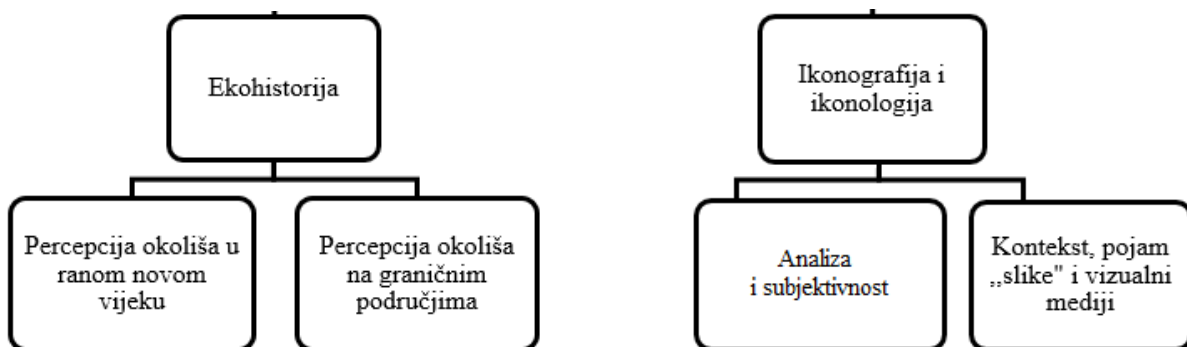 Ekohistorija
Ikonografija i
ikonologija
Percepcija okoliša u
ranom novom
vijeku
Percepcija okoliša
na graničnim
područjima
Analiza
i subjektivnost
Kontekst, pojam
,,slike" i vizualni
mediji